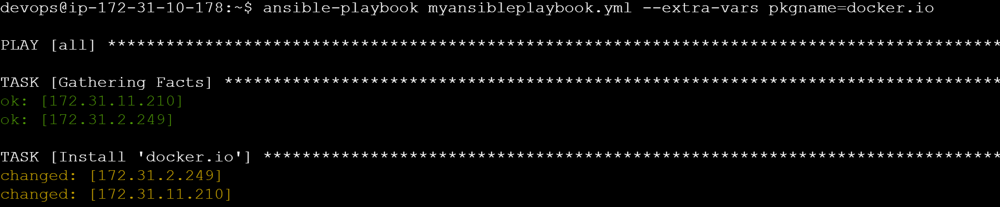 devops@ip-172-31-10-178:~$ ansible-playbook myansibleplaybook.yml --extra-vars pkgname=docker.io
PLAY [all] ********************************************************************************************
TASK [Gathering Facts] ********************************************************************************
ok: [172.31.11.210]
ok: [172.31.2.249]
TASK [Install 'docker.io'] ****************************************************************************
changed: [172.31.2.249]
changed: [172.31.11.210]